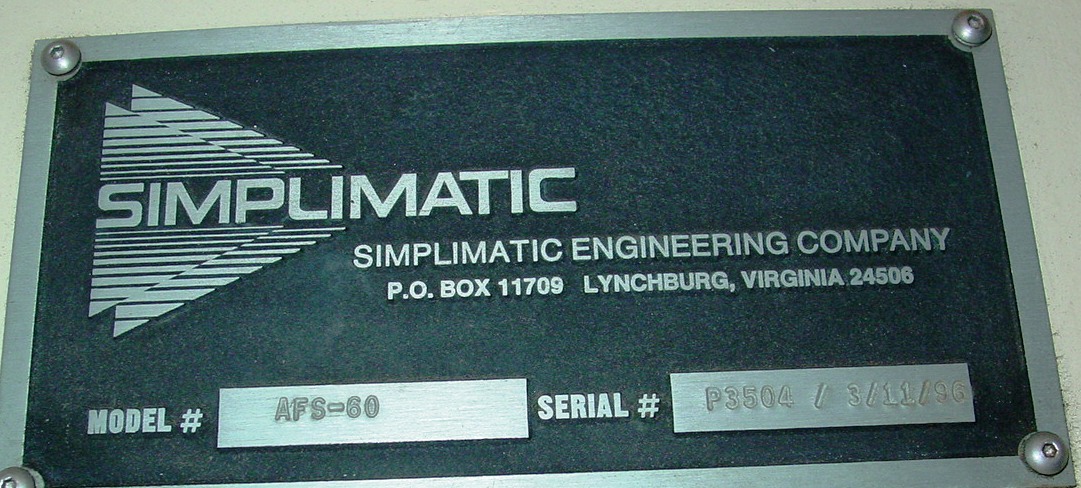 SIMPLIMATIC
SIMPLIMATIC ENGINEERING COMPANY
P.O. BOX 11709 LYNCHBURG, VIRGINIA 24506
MODEL # AFS-60 SERIAL # P3504 / 3/11/96